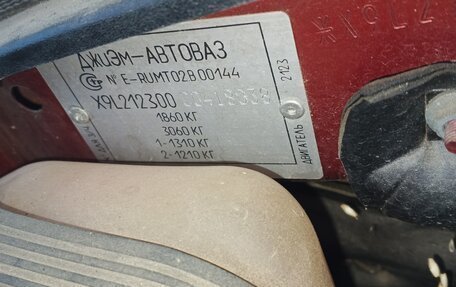 ДжиЭм-АВТОВАЗ
№ E-RUMT02B00144
X9L212300
1860 КГ
3060 КГ
1-1310 КГ
2-1210 КГ
ДВИГАТЕЛЬ 2123